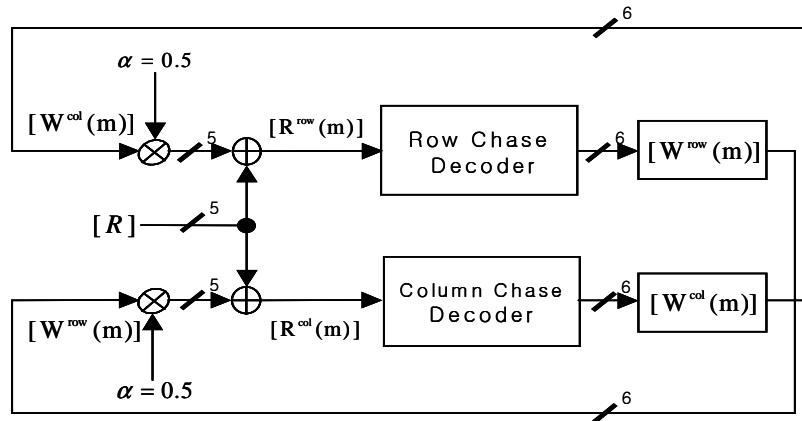 6
α = 0.5
[W^col(m)]
5
[R^row(m)]
Row Chase
Decoder
6
[W^row(m)]
[R]
5
[W^row(m)]
5
[R^col(m)]
Column Chase
Decoder
6
[W^col(m)]
α = 0.5
6